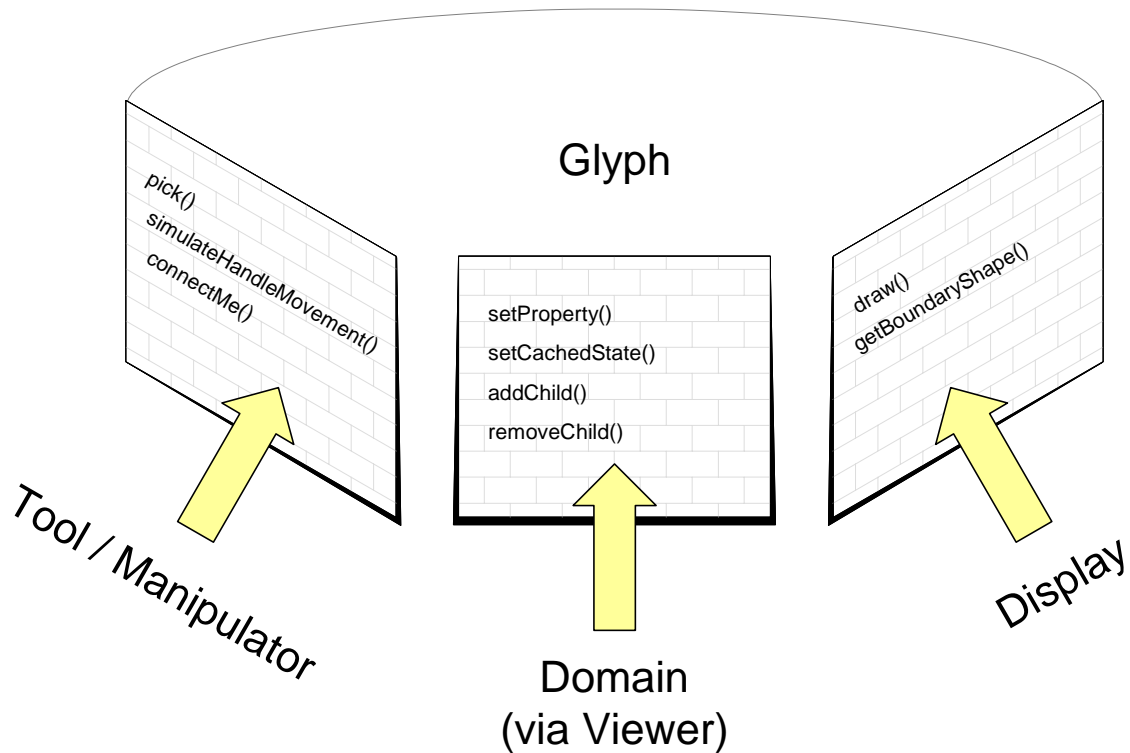 Glyph
pick()
simulateHandleMovement()
connectMe()
setProperty()
setCachedState()
addChild()
removeChild()
draw()
getBoundaryShape()
Tool / Manipulator
Domain
(via Viewer)
Display